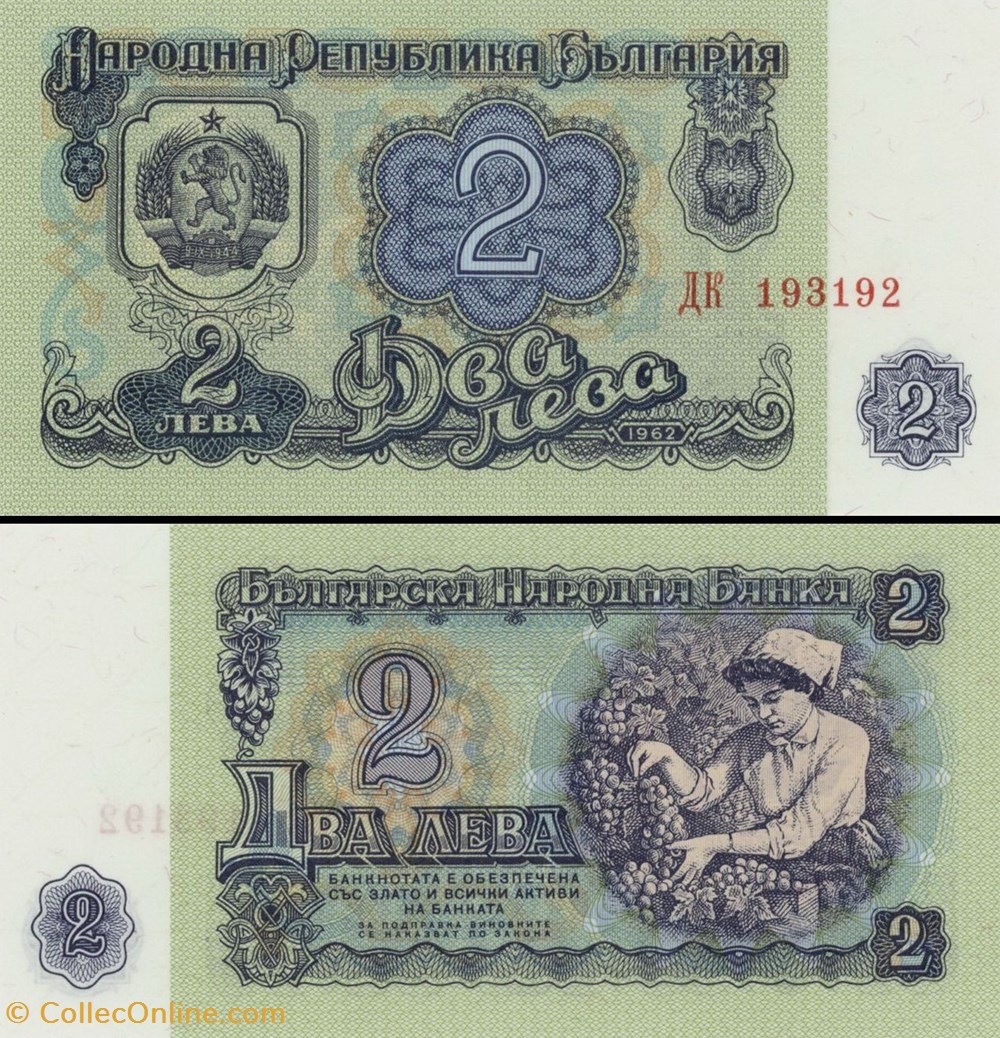 Народна Република България
2
ДК 193192
2
ЛЕВА
Два
лева
1962
2
Българска Народна Банка
2
2
Два лева
БАНКНОТАТА Е ОБЕЗПЕЧЕНА
СЪС ЗЛАТО И ВСИЧКИ АКТИВИ
НА БАНКАТА
ЗА ПОДПРАВКА ВИНОВНИТЕ
СЕ НАКАЗВАТ ПО ЗАКОНА
2
2
© CollecOnline.com